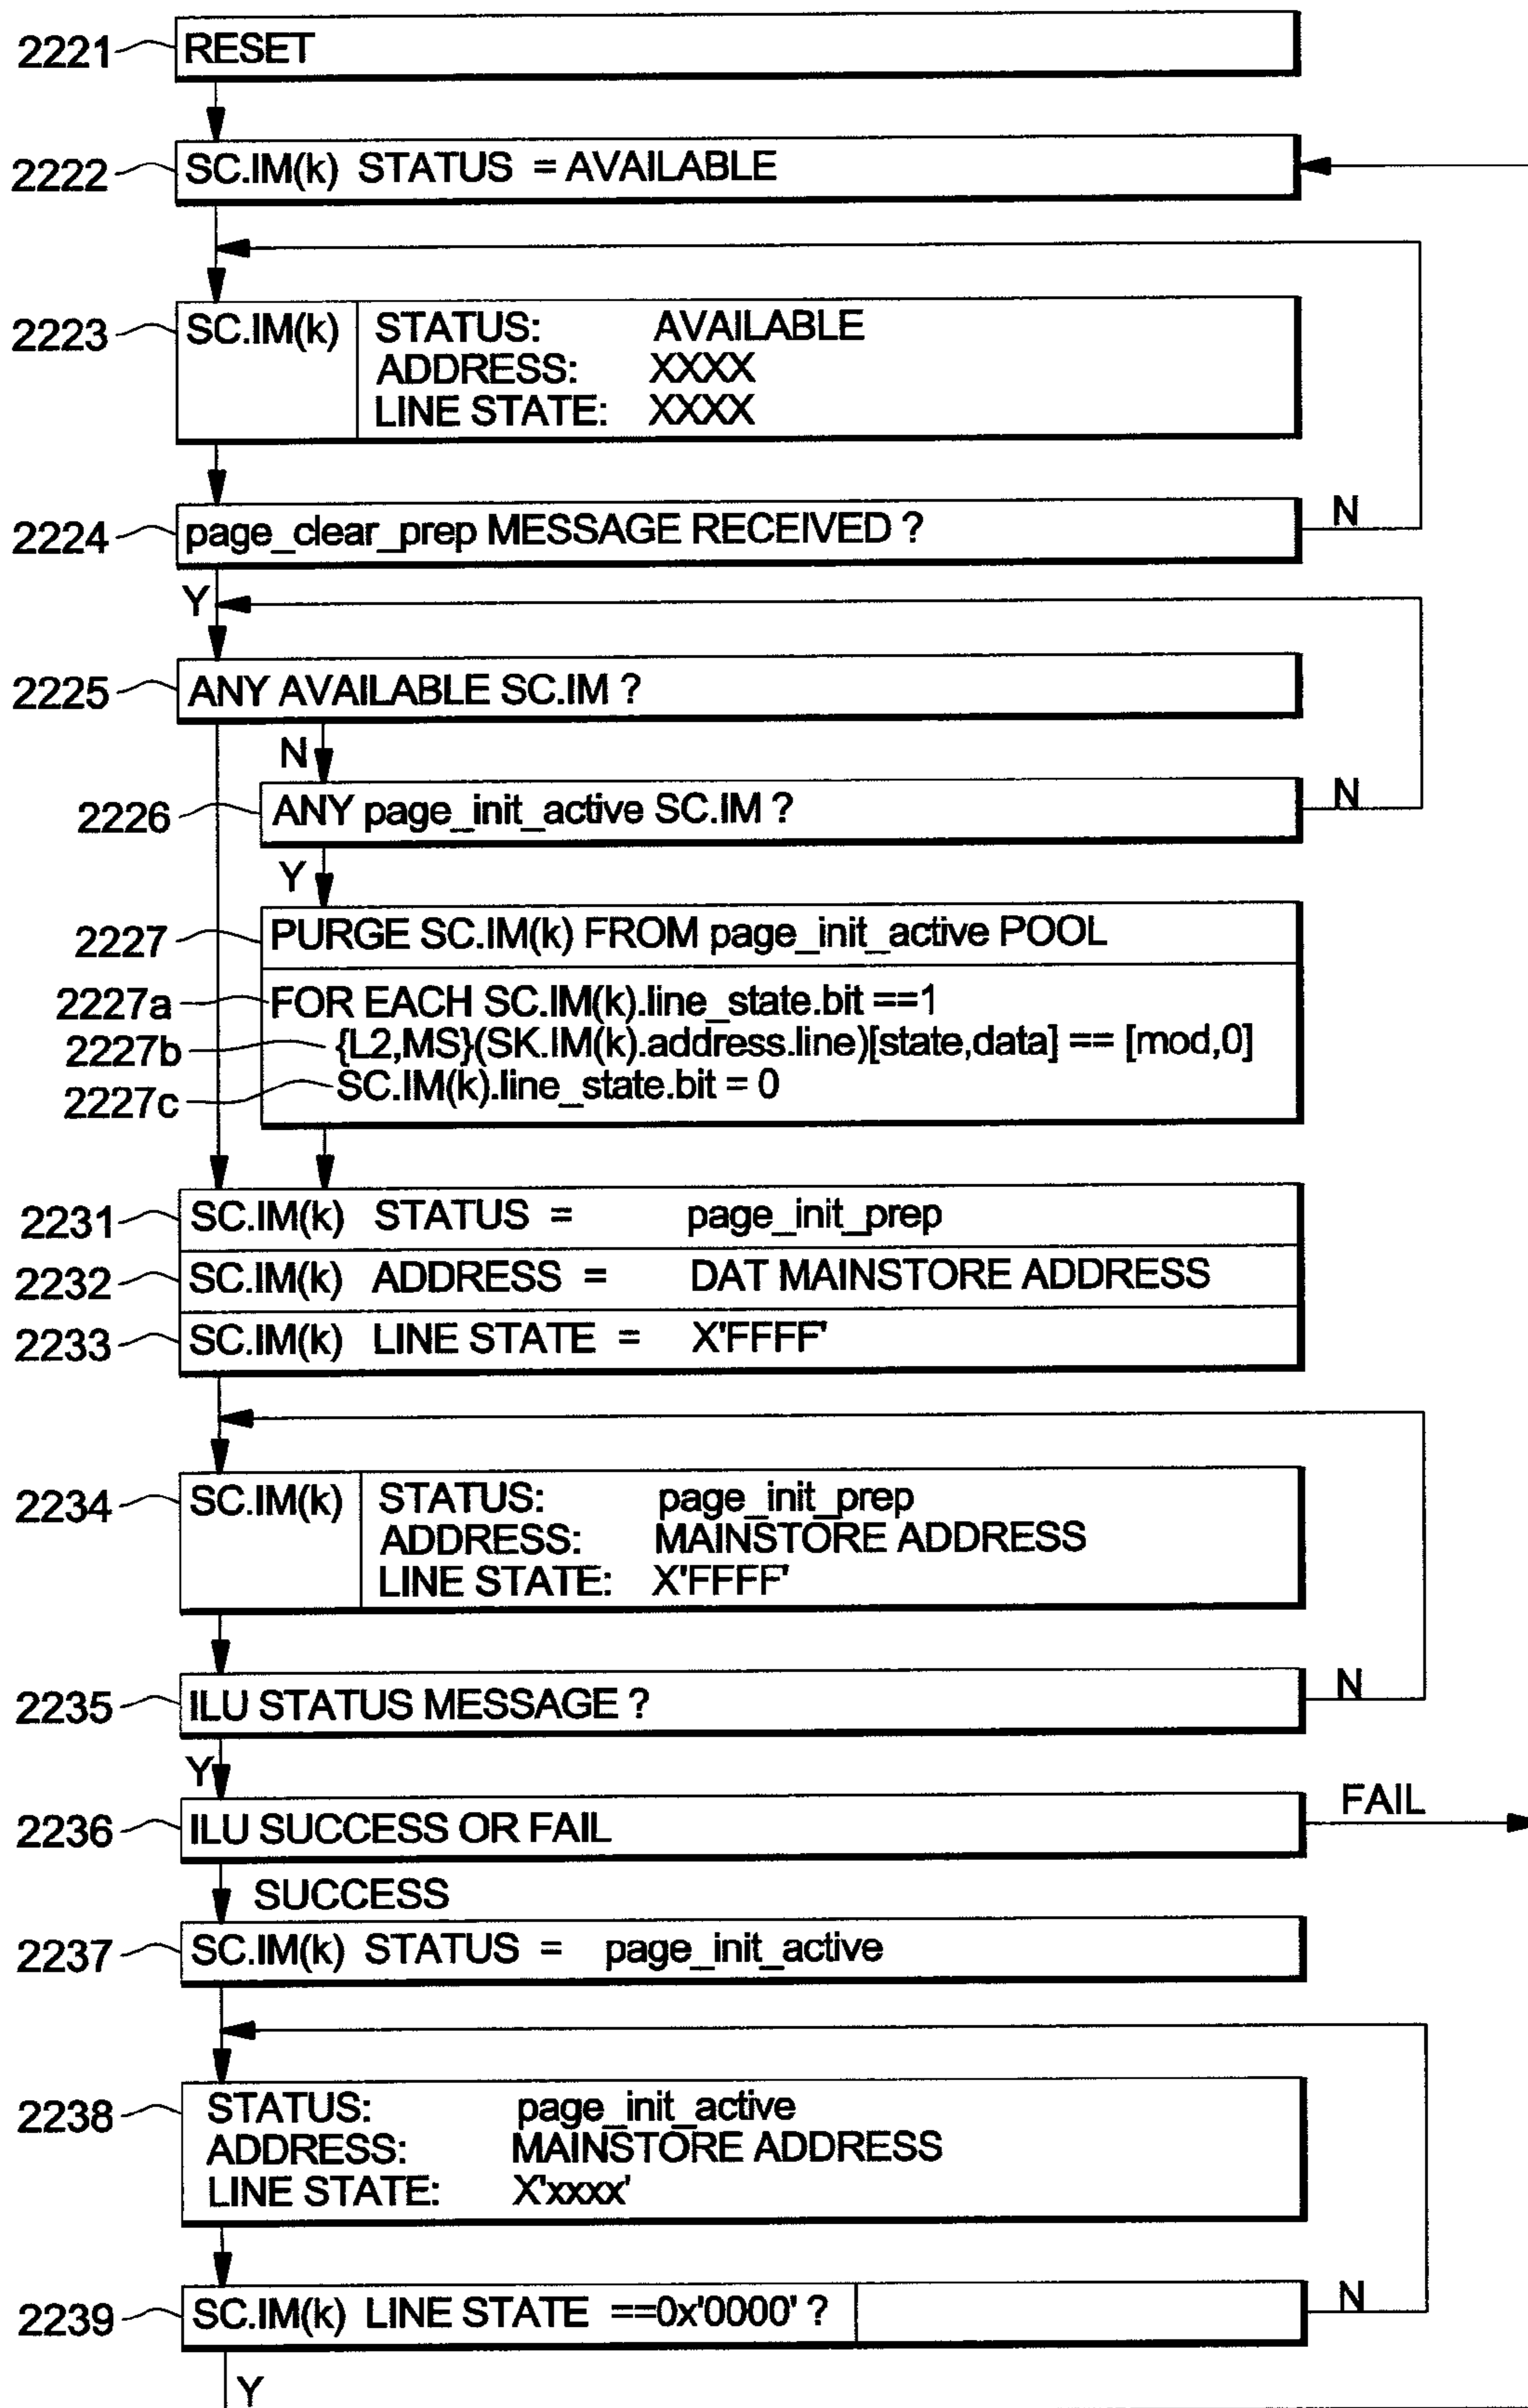 2221 RESET
2222 SC.IM(k) STATUS = AVAILABLE
2223 SC.IM(k) STATUS: AVAILABLE
ADDRESS: XXXX
LINE STATE: XXXX
2224 page_clear_prep MESSAGE RECEIVED ? N
Y
2225 ANY AVAILABLE SC.IM ?
N
2226 ANY page_init_active SC.IM ? N
Y
2227 PURGE SC.IM(k) FROM page_init_active POOL
2227a FOR EACH SC.IM(k).line_state.bit ==1
2227b {L2,MS}(SK.IM(k).address.line)[state,data] == [mod,0]
2227c SC.IM(k).line_state.bit = 0
2231 SC.IM(k) STATUS = page_init_prep
2232 SC.IM(k) ADDRESS = DAT MAINSTORE ADDRESS
2233 SC.IM(k) LINE STATE = X'FFFF'
2234 SC.IM(k) STATUS: page_init_prep
ADDRESS: MAINSTORE ADDRESS
LINE STATE: X'FFFF'
2235 ILU STATUS MESSAGE ? N
Y
2236 ILU SUCCESS OR FAIL FAIL
SUCCESS
2237 SC.IM(k) STATUS = page_init_active
2238 STATUS: page_init_active
ADDRESS: MAINSTORE ADDRESS
LINE STATE: X'xxxx'
2239 SC.IM(k) LINE STATE ==0x'0000' ? N
Y